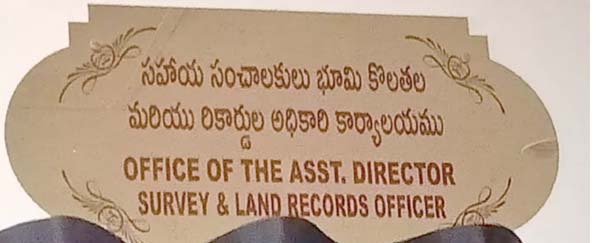 సహాయ సంచాలకులు భూమి కొలతల
మరియు రికార్డుల అధికారి కార్యాలయము
OFFICE OF THE ASST. DIRECTOR
SURVEY & LAND RECORDS OFFICER